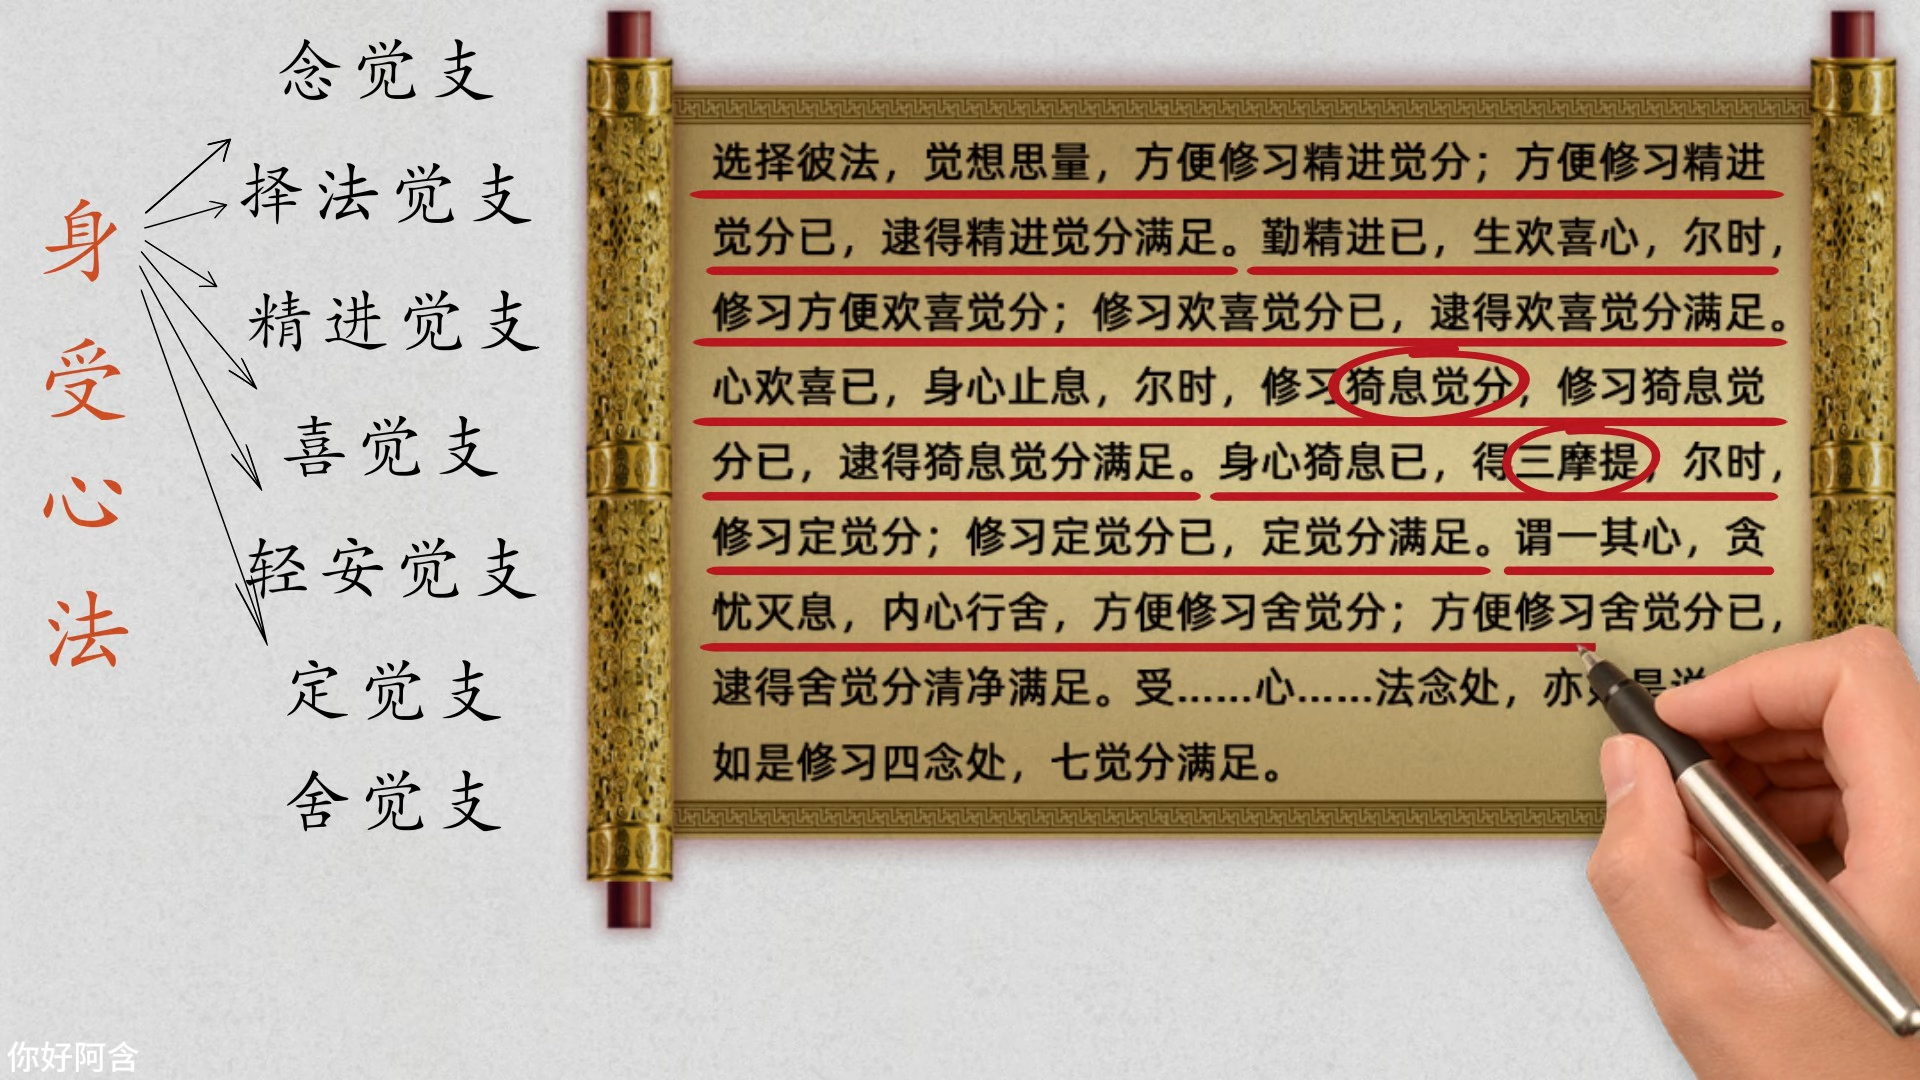 念觉支
择法觉支
精进觉支
喜觉支
轻安觉支
定觉支
舍觉支
身
受
心
法
选择彼法，觉想思量，方便修习精进觉分；方便修习精进
觉分已，逮得精进觉分满足。勤精进已，生欢喜心，尔时，
修习方便欢喜觉分；修习欢喜觉分已，逮得欢喜觉分满足。
心欢喜已，身心止息，尔时，修习猗息觉分，修习猗息觉
分已，逮得猗息觉分满足。身心猗息已，得三摩提，尔时，
修习定觉分；修习定觉分已，定觉分满足。谓一其心，贪
忧灭息，内心行舍，方便修习舍觉分；方便修习舍觉分已，
逮得舍觉分清净满足。受……心……法念处，亦
如是修习四念处，七觉分满足。
你好阿含